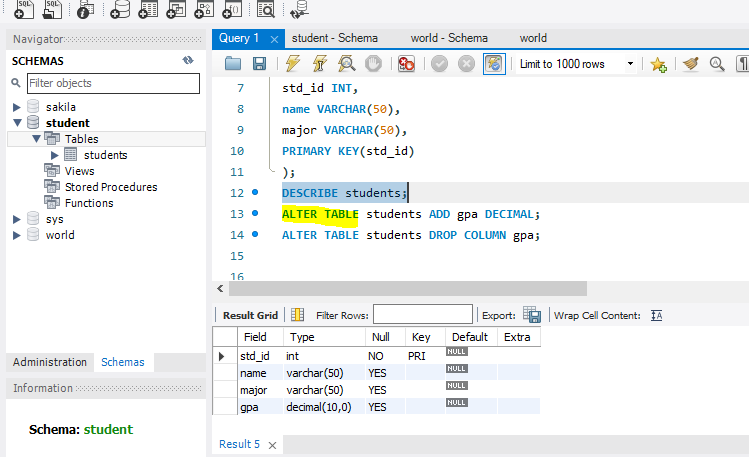 Navigator
SCHEMAS
Filter objects
sakila
student
Tables
students
Views
Stored Procedures
Functions
sys
world
Administration Schemas
Information
Schema: student
Query 1 student - Schema world - Schema world
Limit to 1000 rows
7 std_id INT,
8 name VARCHAR(50),
9 major VARCHAR(50),
10 PRIMARY KEY(std_id)
11 );
12 DESCRIBE students;
13 ALTER TABLE students ADD gpa DECIMAL;
14 ALTER TABLE students DROP COLUMN gpa;
15
16
Result Grid Filter Rows: Export: Wrap Cell Content:
Field Type Null Key Default Extra
std_id int NO PRI NULL
name varchar(50) YES NULL
major varchar(50) YES NULL
gpa decimal(10,0) YES NULL
Result 5